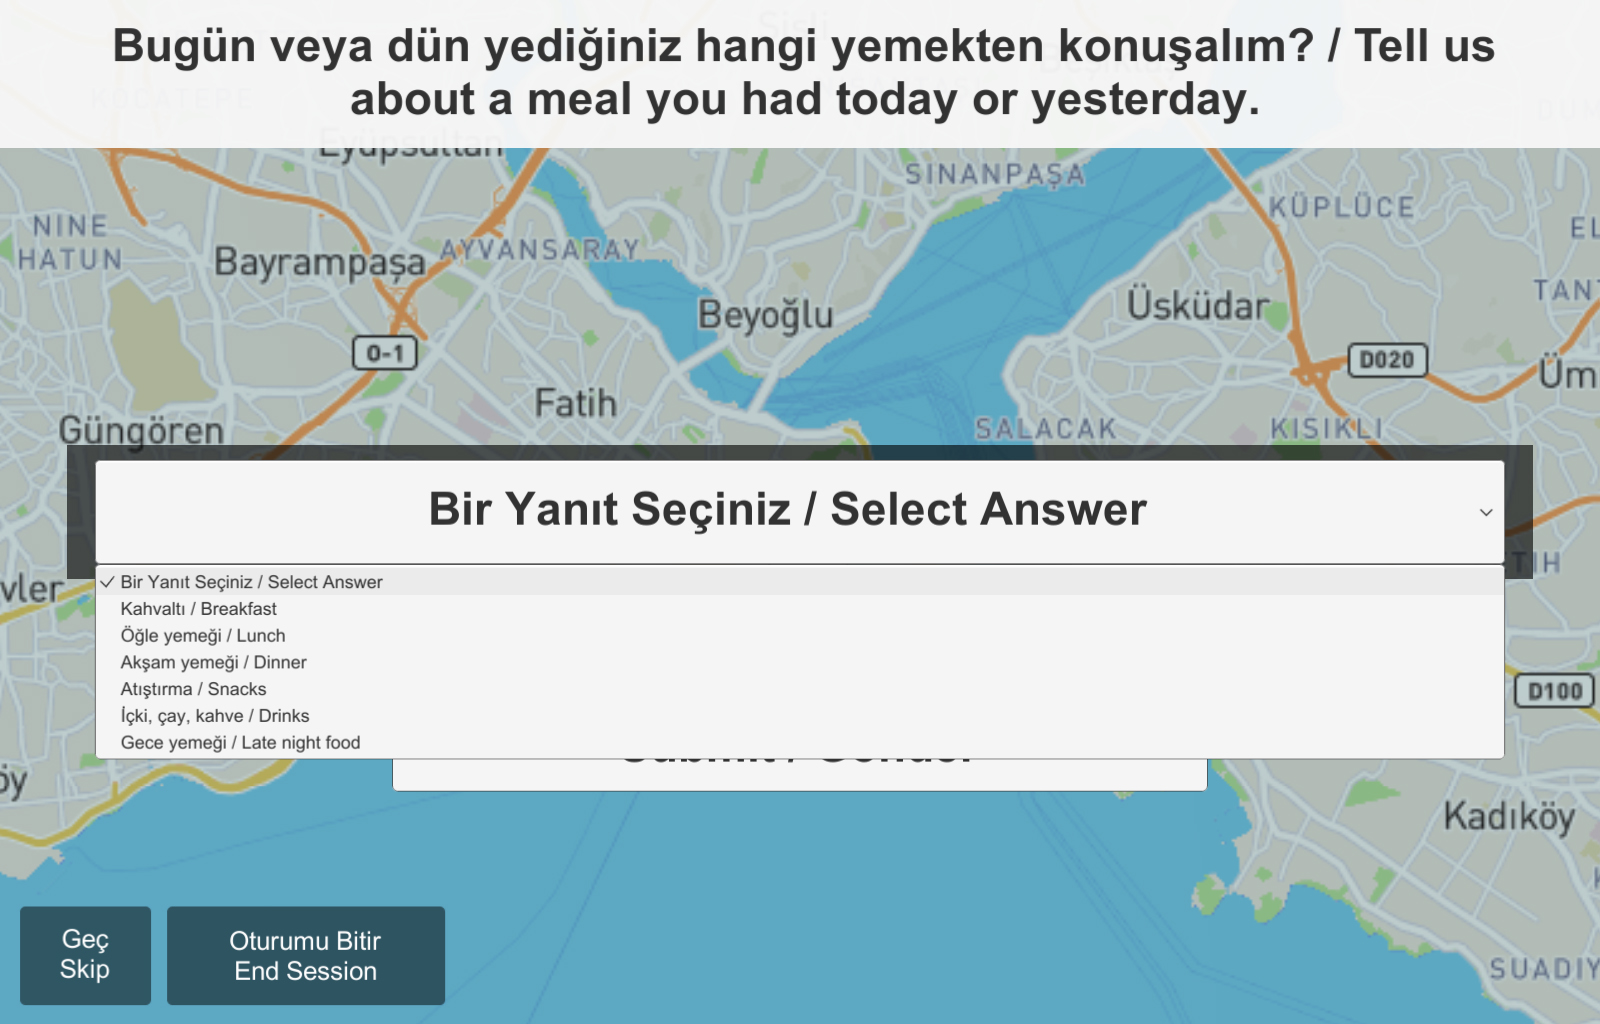 Bugün veya dün yediğiniz hangi yemekten konuşalım? / Tell us
about a meal you had today or yesterday.
KOCATEPE
Şişli
Eyüpsultan
SINANPAŞA
NINE
HATUN
KÜPLÜCE
EL
Bayrampaşa
AYVANSARAY
TANT
Beyoğlu
Üsküdar
O-1
D020
Üm
Fatih
Güngören
SALACAK
KISIKLI
Bir Yanıt Seçiniz / Select Answer
TIH
vler
✓ Bir Yanıt Seçiniz / Select Answer
Kahvaltı / Breakfast
Öğle yemeği / Lunch
Akşam yemeği / Dinner
Atıştırma / Snacks
İçki, çay, kahve / Drinks
Gece yemeği / Late night food
D100
öy
Kadıköy
Geç
Skip
Oturumu Bitir
End Session
SUADIY